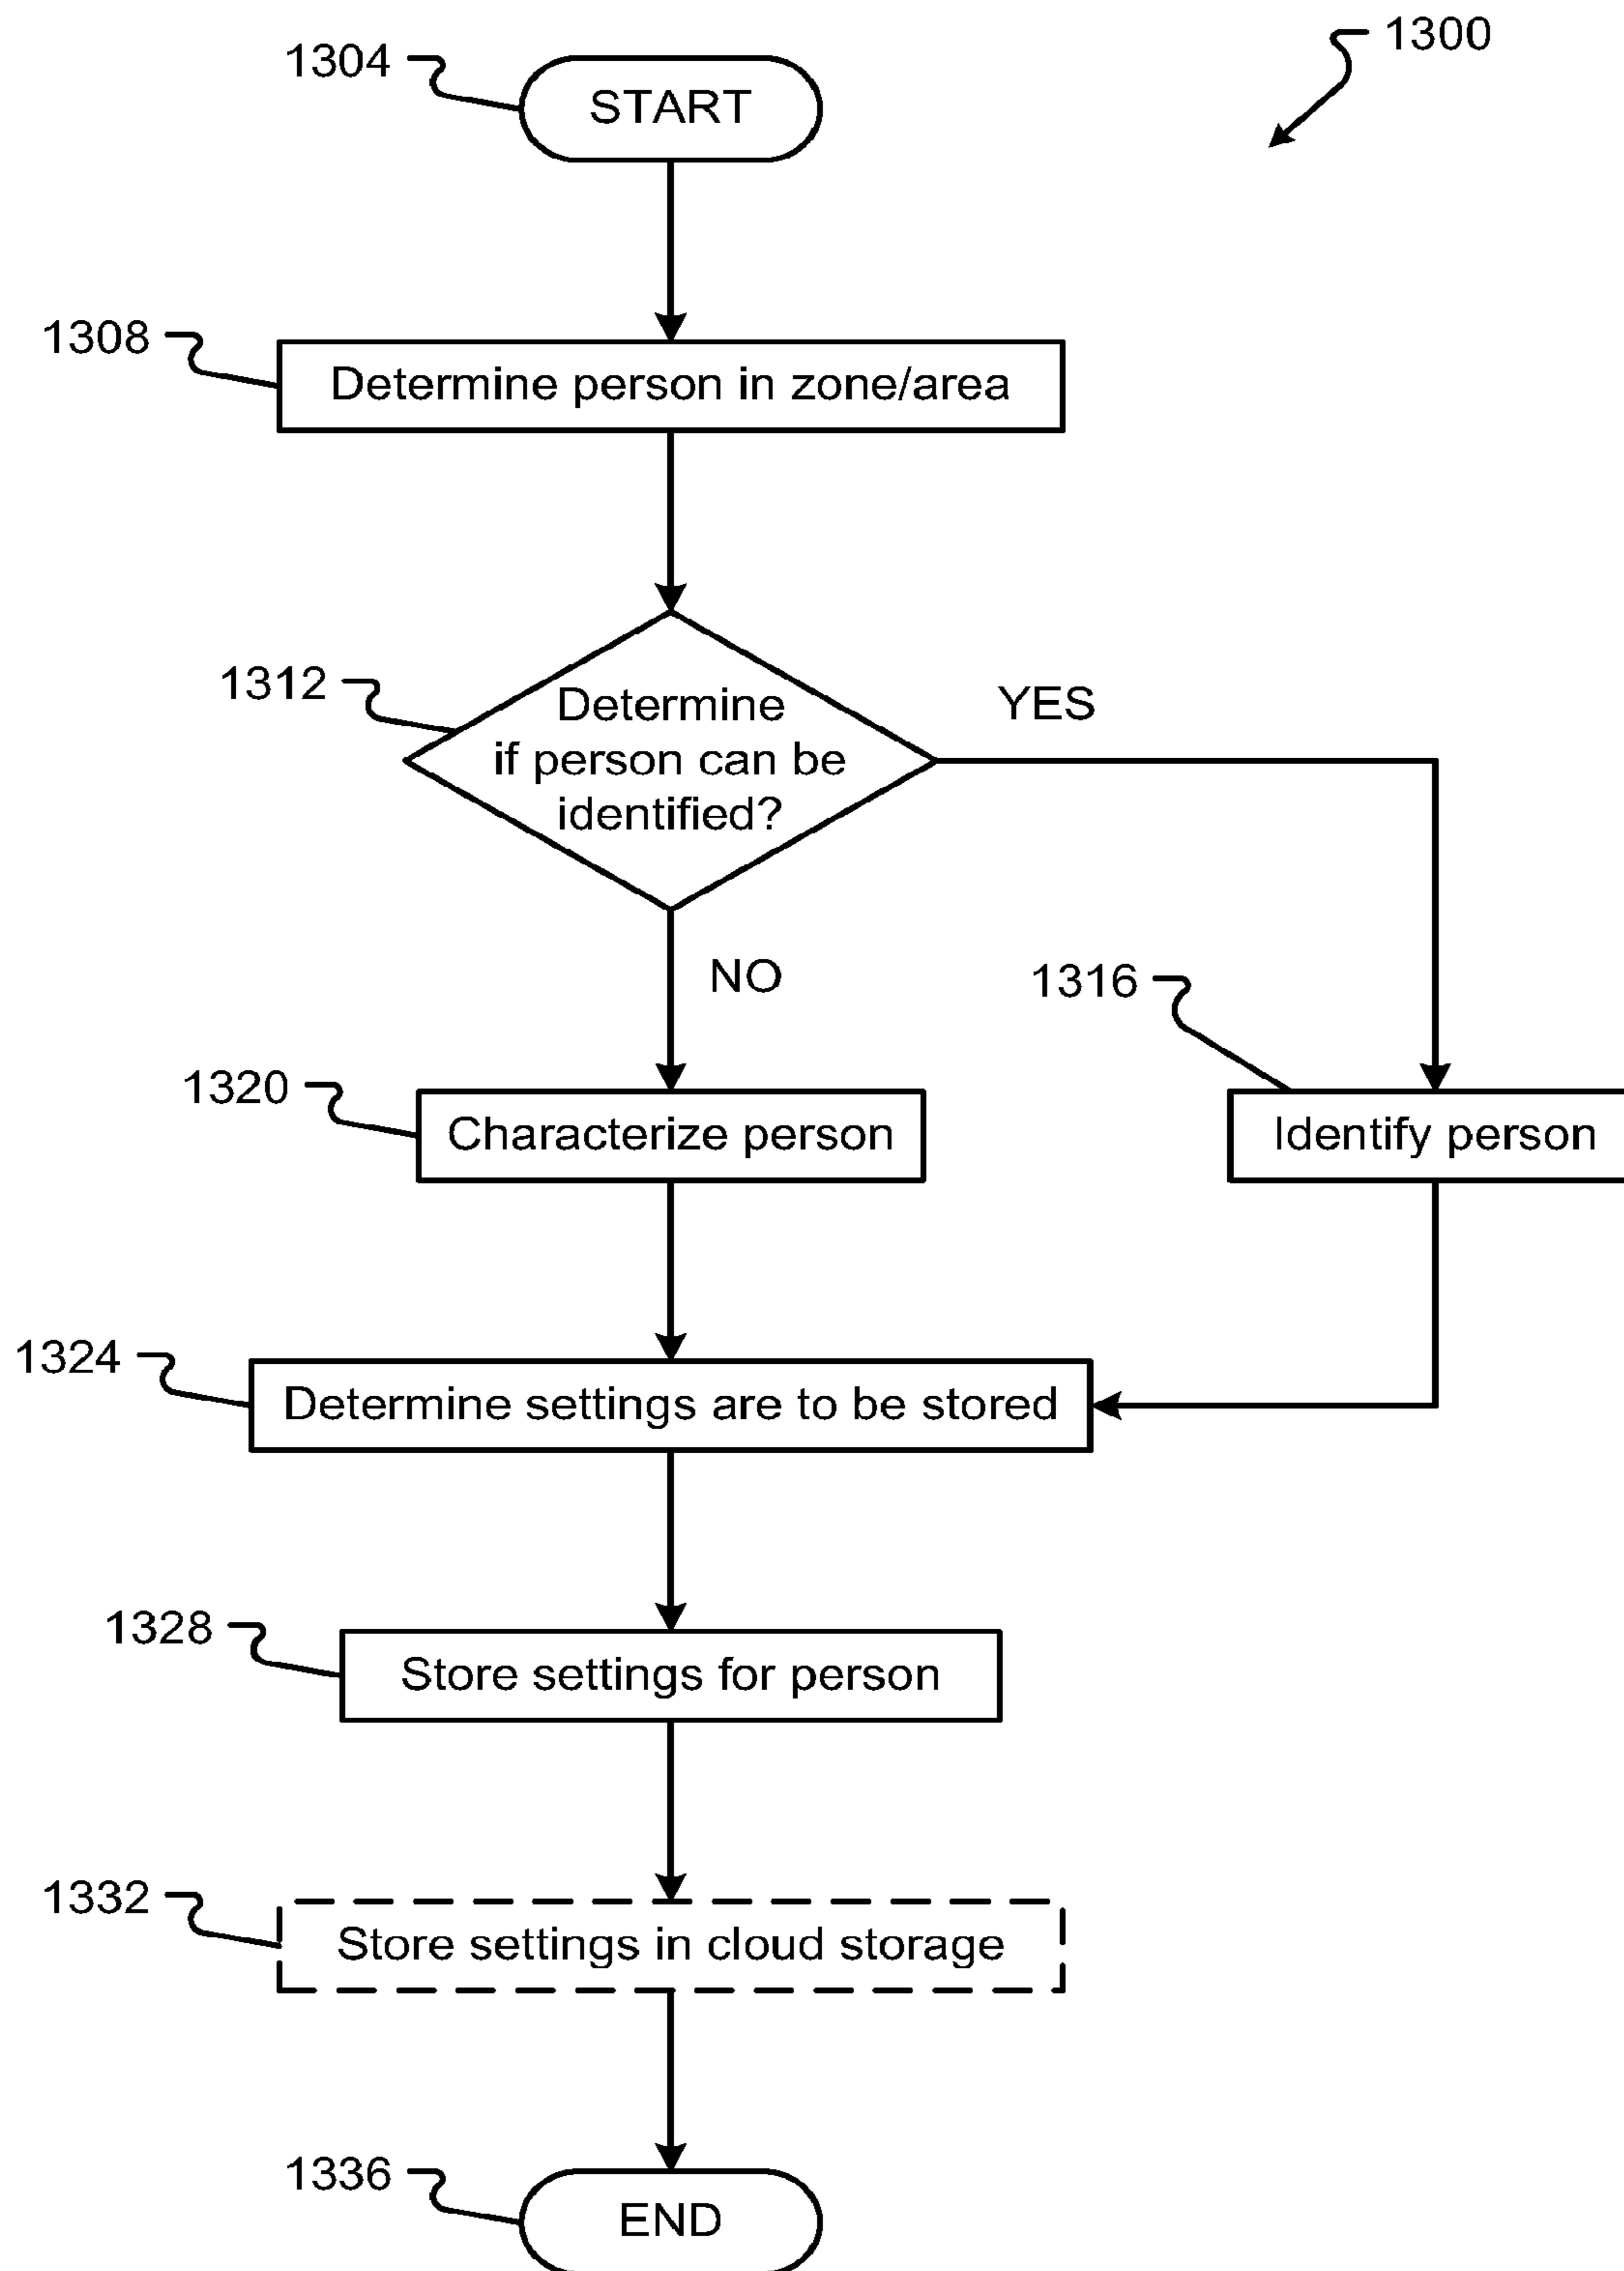 1300
1304
START
1308
Determine person in zone/area
1312
Determine
if person can be
identified?
YES
NO
1316
1320
Characterize person
Identify person
1324
Determine settings are to be stored
1328
Store settings for person
1332
Store settings in cloud storage
1336
END